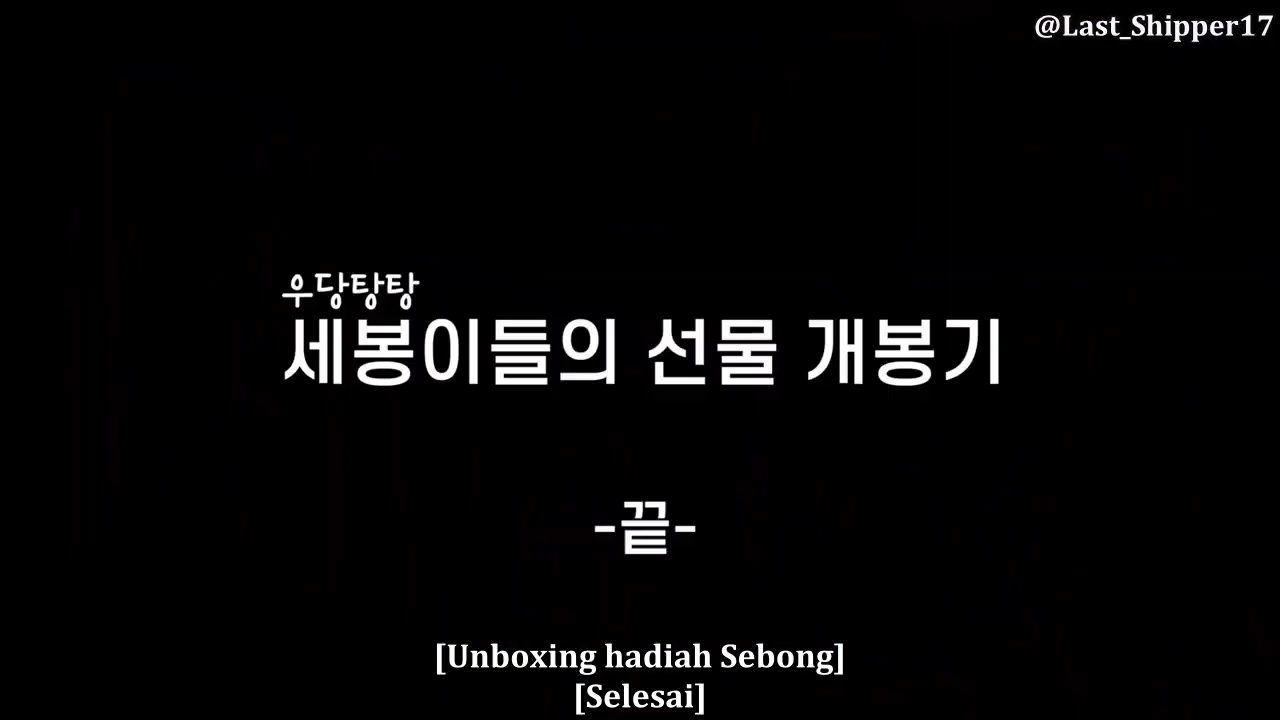 @Last_Shipper17
우당탕탕
세봉이들의 선물 개봉기
-끝-
[Unboxing hadiah Sebong]
[Selesai]